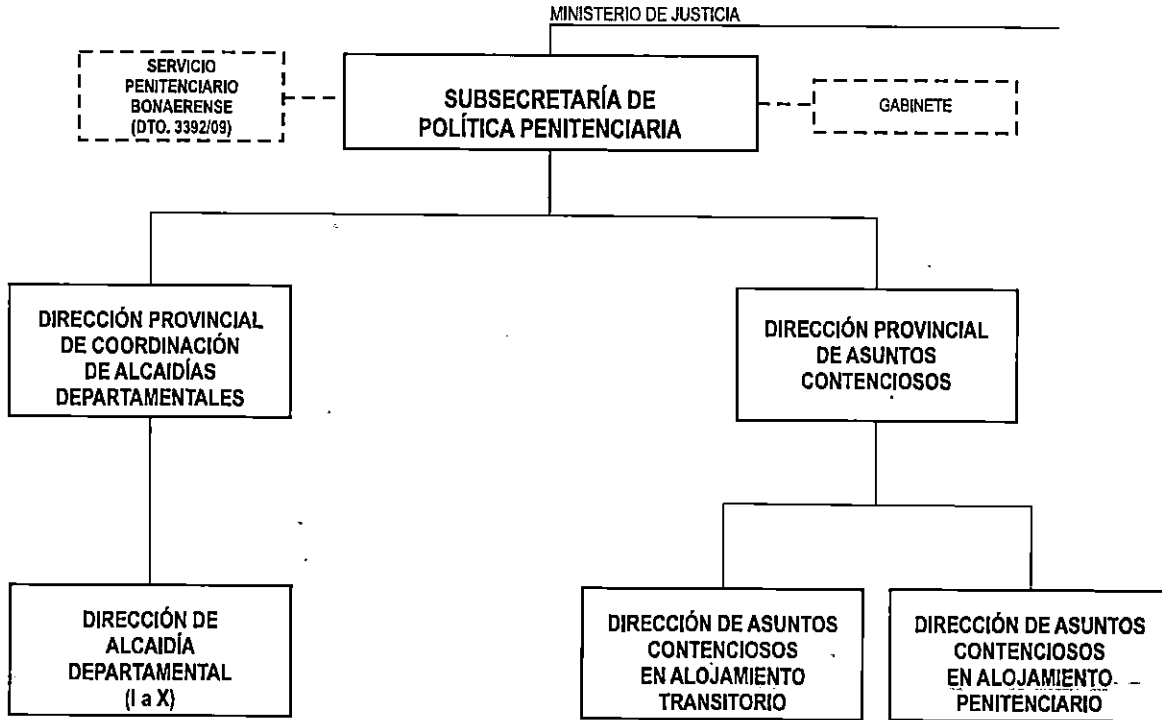 MINISTERIO DE JUSTICIA
SERVICIO
PENITENCIARIO
BONAERENSE
(DTO. 3392/09)
SUBSECRETARÍA DE
POLÍTICA PENITENCIARIA
GABINETE
DIRECCIÓN PROVINCIAL
DE COORDINACIÓN
DE ALCAIDÍAS
DEPARTAMENTALES
DIRECCIÓN PROVINCIAL
DE ASUNTOS
CONTENCIOSOS
DIRECCIÓN DE
ALCAIDÍA
DEPARTAMENTAL
(I a X)
DIRECCIÓN DE ASUNTOS
CONTENCIOSOS
EN ALOJAMIENTO
TRANSITORIO
DIRECCIÓN DE ASUNTOS
CONTENCIOSOS
EN ALOJAMIENTO
PENITENCIARIO